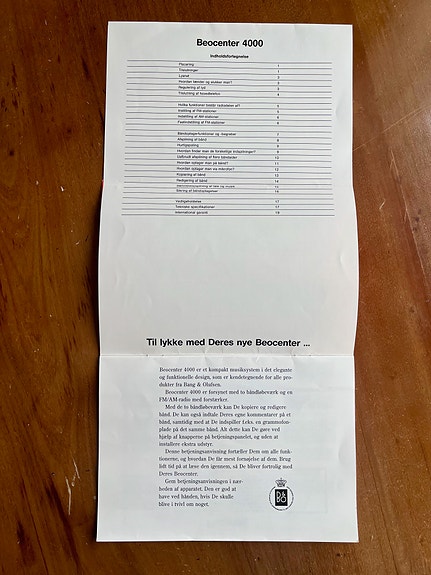 Beocenter 4000
Indholdsfortegnelse
Placering 1
Tilslutninger 2
Lysnet 2
Hvordan tænder og slukker man? 3
Regulering af lyd 3
Tilslutning af hovedtelefon
Hvilke funktioner består radiodelen af? 5
Indstilling af FM-stationer 5
Indstilling af AM-stationer 6
Fastindstilling af FM-stationer 6
Båndoptagerfunktioner og -begreber 7
Afspilning af bånd 8
Hurtigspoling 9
Hvordan finder man de forskellige indspilninger? 9
Uafbrudt afspilning af flere båndsider 10
Hvordan optager man på bånd? 11
Hvordan optager man via mikrofon? 12
Kopiering af bånd 13
Redigering af bånd 14
Sikring af båndoptagelser 16
Vedligeholdelse 17
Tekniske specifikationer 17
International garanti 19
Til lykke med Deres nye Beocenter ...
Beocenter 4000 er et kompakt musiksystem i det elegante
og funktionelle design, som er kendetegnende for alle pro-
dukter fra Bang & Olufsen.
Beocenter 4000 er forsynet med to båndløbeværk og en
FM/AM-radio med forstærker.
Med de to båndløbeværk kan De kopiere og redigere
bånd. De kan også indtale Deres egne kommentarer på et
bånd, samtidig med at De indspiller f.eks. en grammofon-
plade på det samme bånd. Alt dette kan De gøre ved
hjælp af knapperne på betjeningspanelet, og uden at
installere ekstra udstyr.
Denne betjeningsanvisning fortæller Dem om alle funk-
tionerne, og hvordan De får mest fornøjelse af dem. Brug
lidt tid på at læse den igennem, så De bliver fortrolig med
Deres Beocenter.
Gem betjeningsanvisningen i nær-
heden af apparatet. Den er god at
have ved hånden, hvis De skulle
blive i tvivl om noget.
B&O